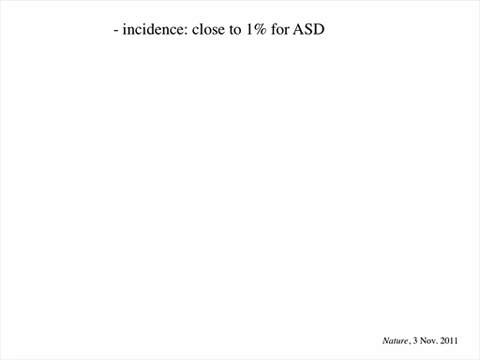 - incidence: close to 1% for ASD
Nature, 3 Nov. 2011